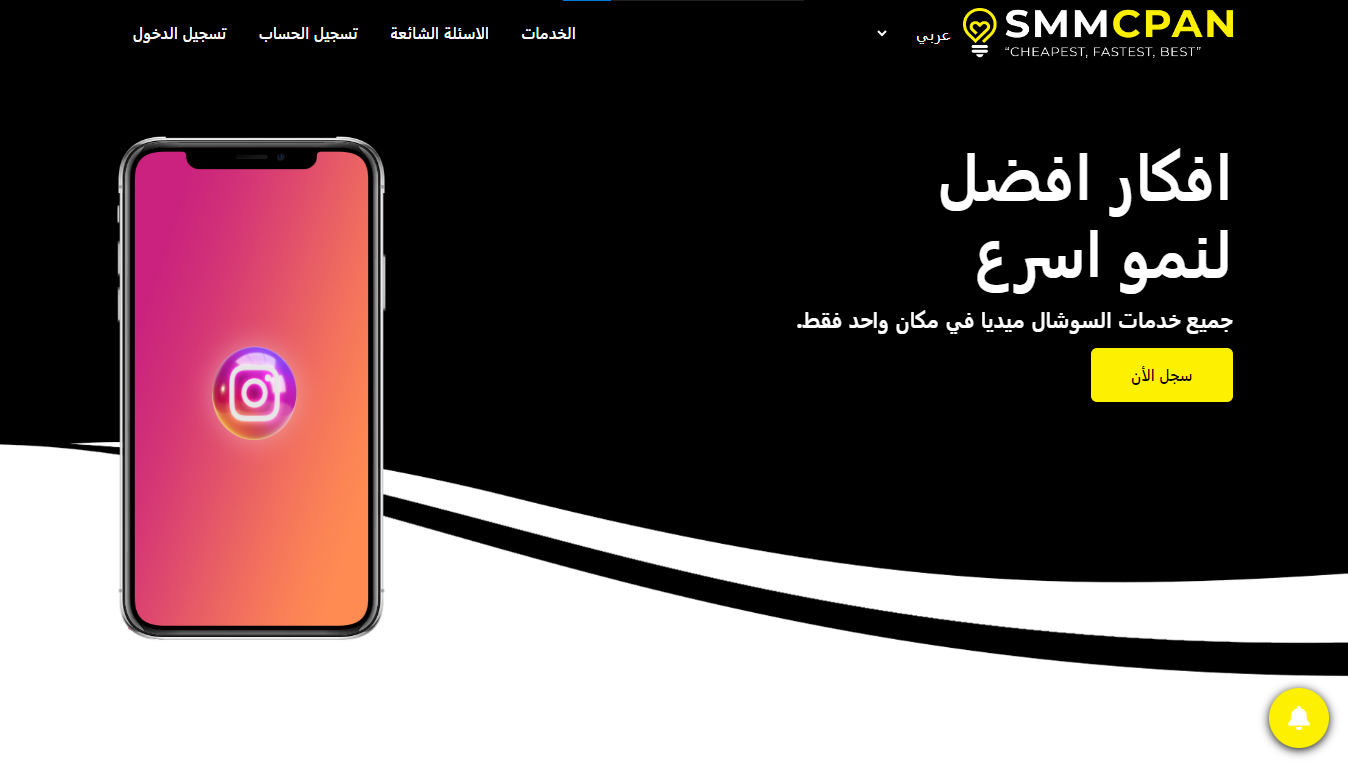 SMMCPAN
“CHEAPEST, FASTEST, BEST”
عربي
الخدمات
الاسئلة الشائعة
تسجيل الحساب
تسجيل الدخول
افكار افضل
لنمو اسرع
جميع خدمات السوشال ميديا في مكان واحد فقط.
سجل الأن